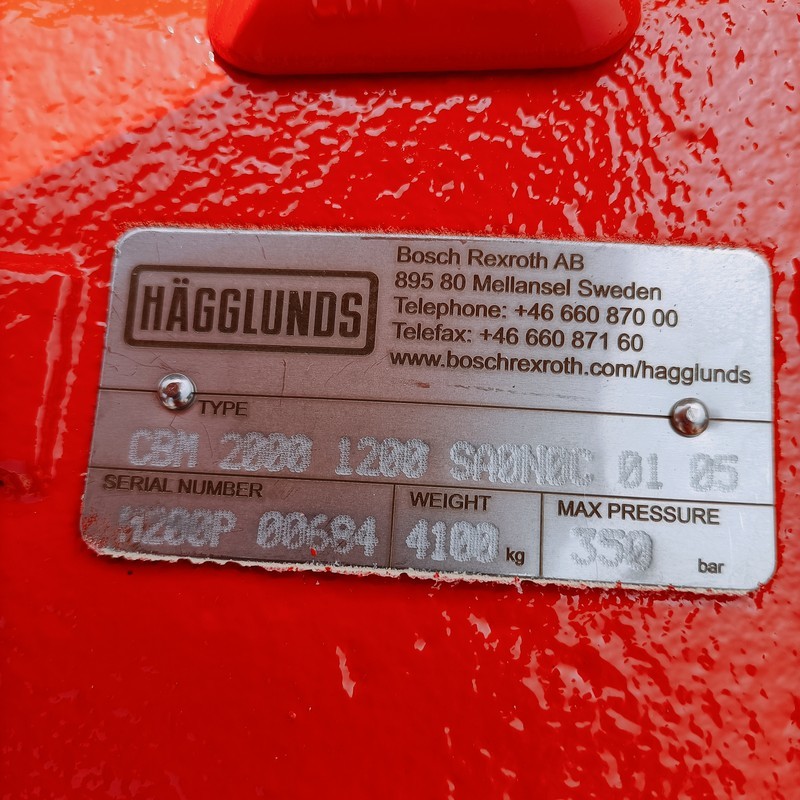 HÄGGLUNDS
Bosch Rexroth AB
895 80 Mellansel Sweden
Telephone: +46 660 870 00
Telefax: +46 660 871 60
www.boschrexroth.com/hagglunds
TYPE
CBM 2000 1200 SA0N0C 01 05
SERIAL NUMBER
M200P 00684
WEIGHT
4100 kg
MAX PRESSURE
350 bar